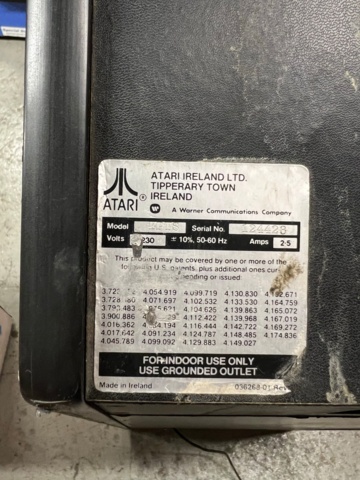 ATARI IRELAND LTD.
TIPPERARY TOWN
IRELAND
ATARI ®
A Warner Communications Company
Model Serial No.
Volts 230 ± 10%, 50-60 Hz Amps 2.5
This product may be covered by one or more of the
following U.S. patents, plus additional ones
pending or issued.
4.054.919 4.099.719 4.130.830
4.071.697 4.102.532 4.133.530 4.164.759
4.139.863 4.165.072
4.112.422 4.139.968 4.167.019
4.016.362 4.116.444 4.142.772 4.169.272
4.017.642 4.091.234 4.124.787 4.148.485 4.174.836
4.045.789 4.099.092 4.129.883 4.149.027
FOR INDOOR USE ONLY
USE GROUNDED OUTLET
Made in Ireland 036268-01